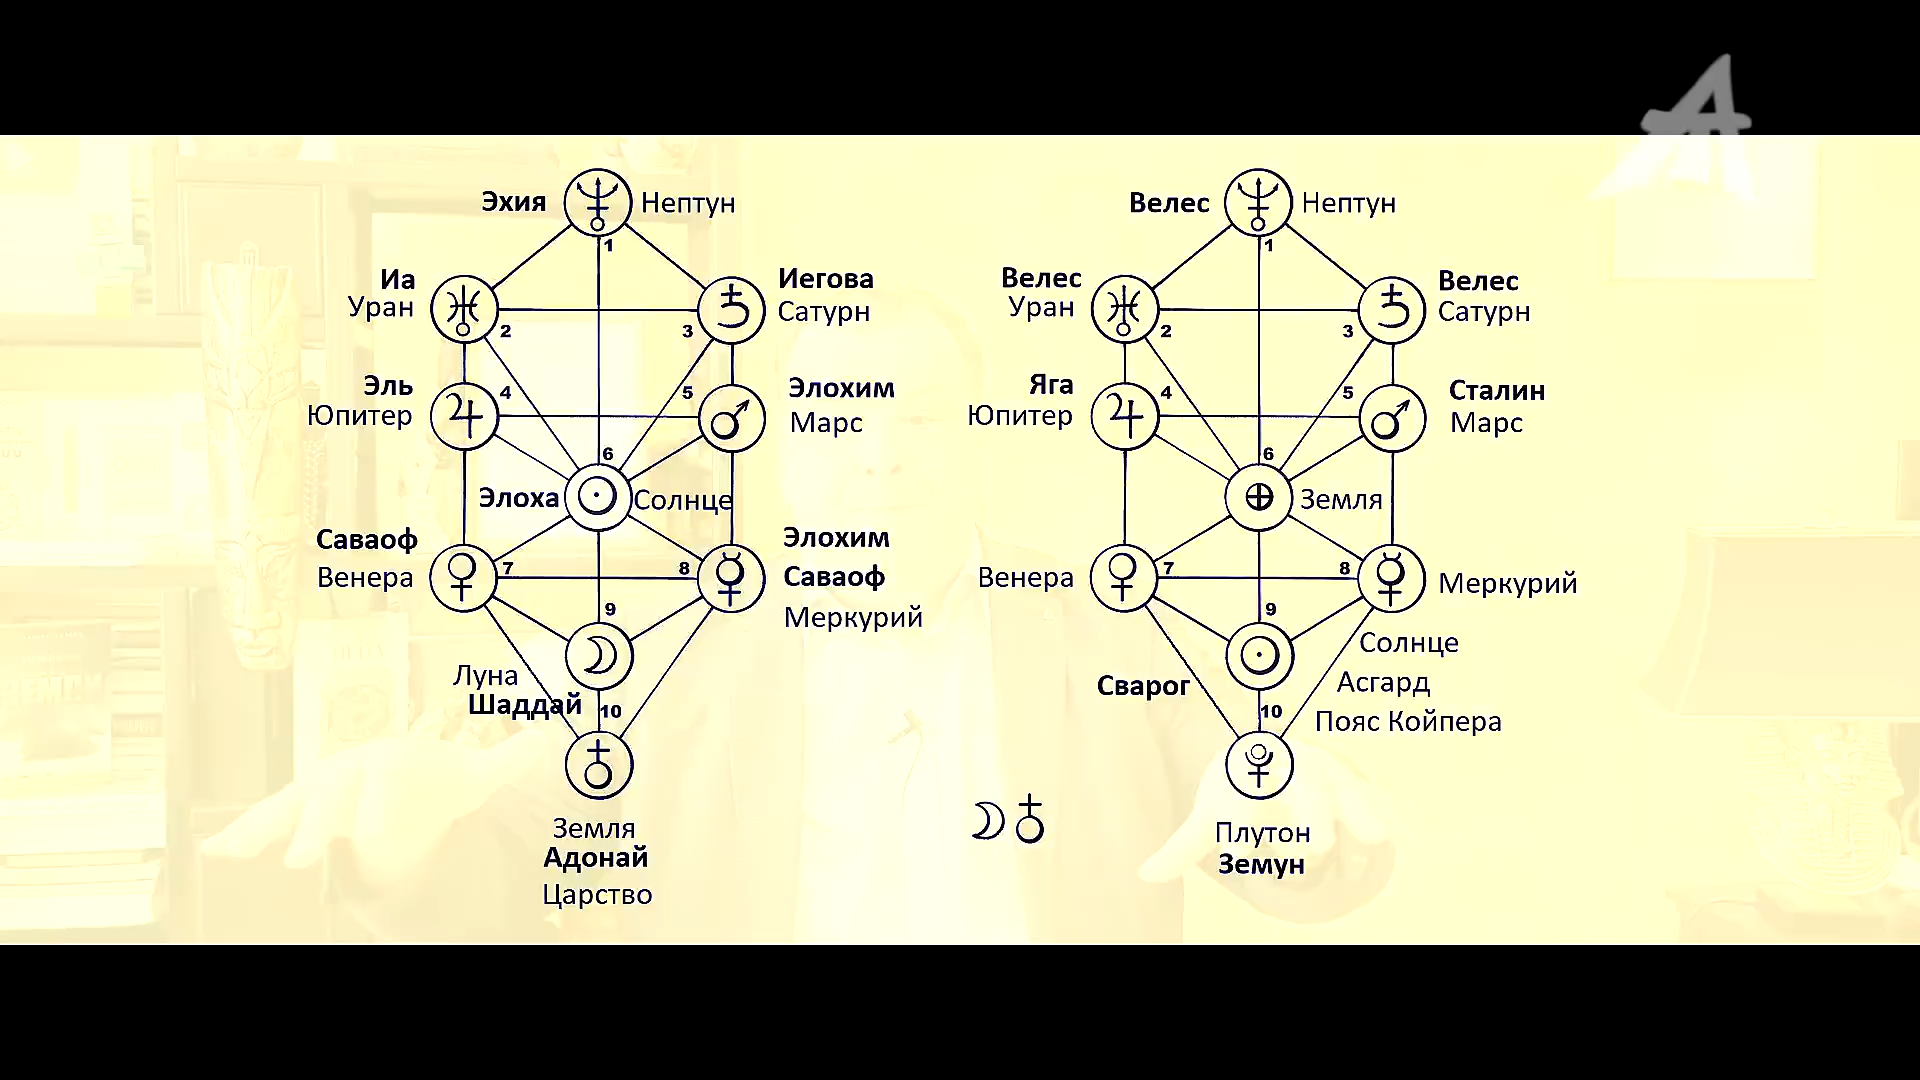 Эхия
Нептун
1
Иа
Уран
2
Иегова
Сатурн
3
Эль
Юпитер
4
Элохим
Марс
5
6
Элоха
Солнце
Саваоф
Венера
7
Элохим
Саваоф
Меркурий
8
9
Луна
Шаддай
10
Земля
Адонай
Царство
Велес
Нептун
1
Велес
Уран
2
Велес
Сатурн
3
Яга
Юпитер
4
Сталин
Марс
5
6
Земля
Венера
7
Меркурий
8
9
Солнце
Асгард
Пояс Койпера
Сварог
10
Плутон
Земун